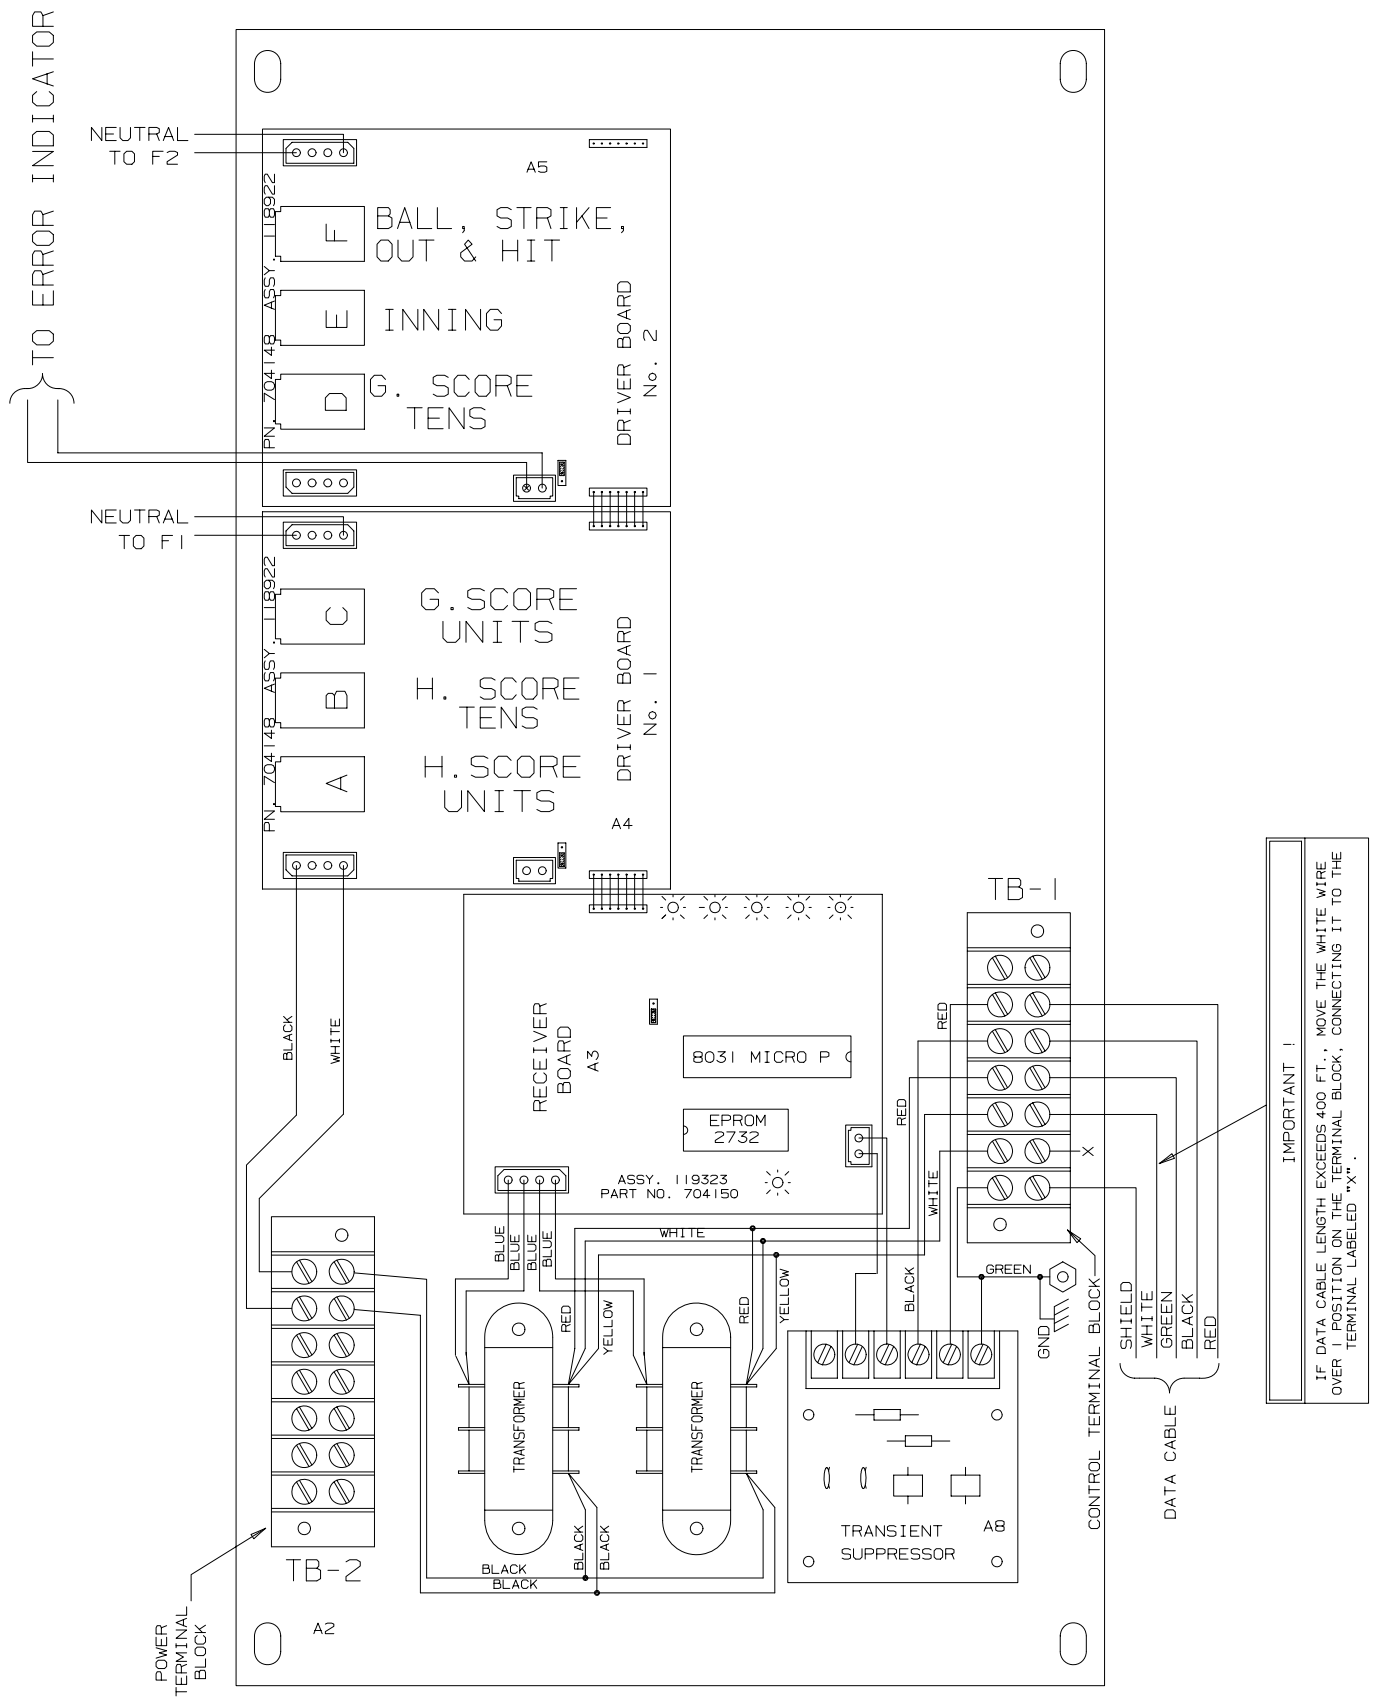 TO ERROR INDICATOR
NEUTRAL
TO F2
A5
PN. 704148 ASSY. 118922
F
BALL, STRIKE,
OUT & HIT
E
INNING
D
G. SCORE
TENS
DRIVER BOARD
No. 2
NEUTRAL
TO F1
PN. 704148 ASSY. 118922
C
G.SCORE
UNITS
B
H. SCORE
TENS
A
H.SCORE
UNITS
DRIVER BOARD
No. 1
A4
BLACK
WHITE
RECEIVER
BOARD
A3
8031 MICRO P
EPROM
2732
ASSY. 119323
PART NO. 704150
TB-1
RED
RED
WHITE
BLACK
X
GREEN
GND
CONTROL TERMINAL BLOCK
SHIELD
WHITE
GREEN
BLACK
RED
DATA CABLE
IMPORTANT !
IF DATA CABLE LENGTH EXCEEDS 400 FT., MOVE THE WHITE WIRE
OVER 1 POSITION ON THE TERMINAL BLOCK, CONNECTING IT TO THE
TERMINAL LABELED "X".
BLUE
BLUE
BLUE
BLUE
WHITE
RED
YELLOW
RED
YELLOW
TRANSFORMER
TRANSFORMER
BLACK
BLACK
BLACK
BLACK
TRANSIENT
SUPPRESSOR
A8
TB-2
POWER
TERMINAL
BLOCK
A2